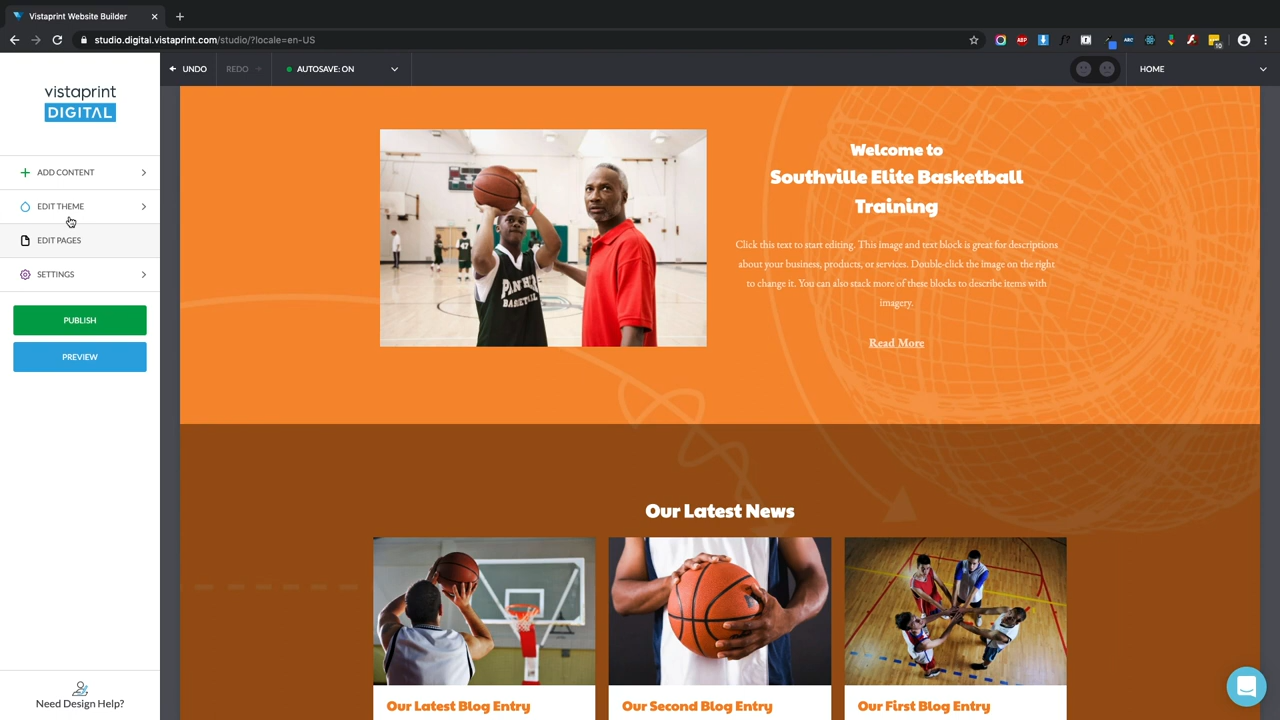 Vistaprint Website Builder
studio.digital.vistaprint.com/studio/?locale=en-US
ABP
ABC
10
vistaprint
DIGITAL
UNDO
REDO
AUTOSAVE: ON
HOME
ADD CONTENT
EDIT THEME
EDIT PAGES
SETTINGS
PUBLISH
PREVIEW
Need Design Help?
Welcome to
Southville Elite Basketball
Training
Click this text to start editing. This image and text block is great for descriptions
about your business, products, or services. Double-click the image on the right
to change it. You can also stack more of these blocks to describe items with
imagery.
Read More
Our Latest News
Our Latest Blog Entry
Our Second Blog Entry
Our First Blog Entry